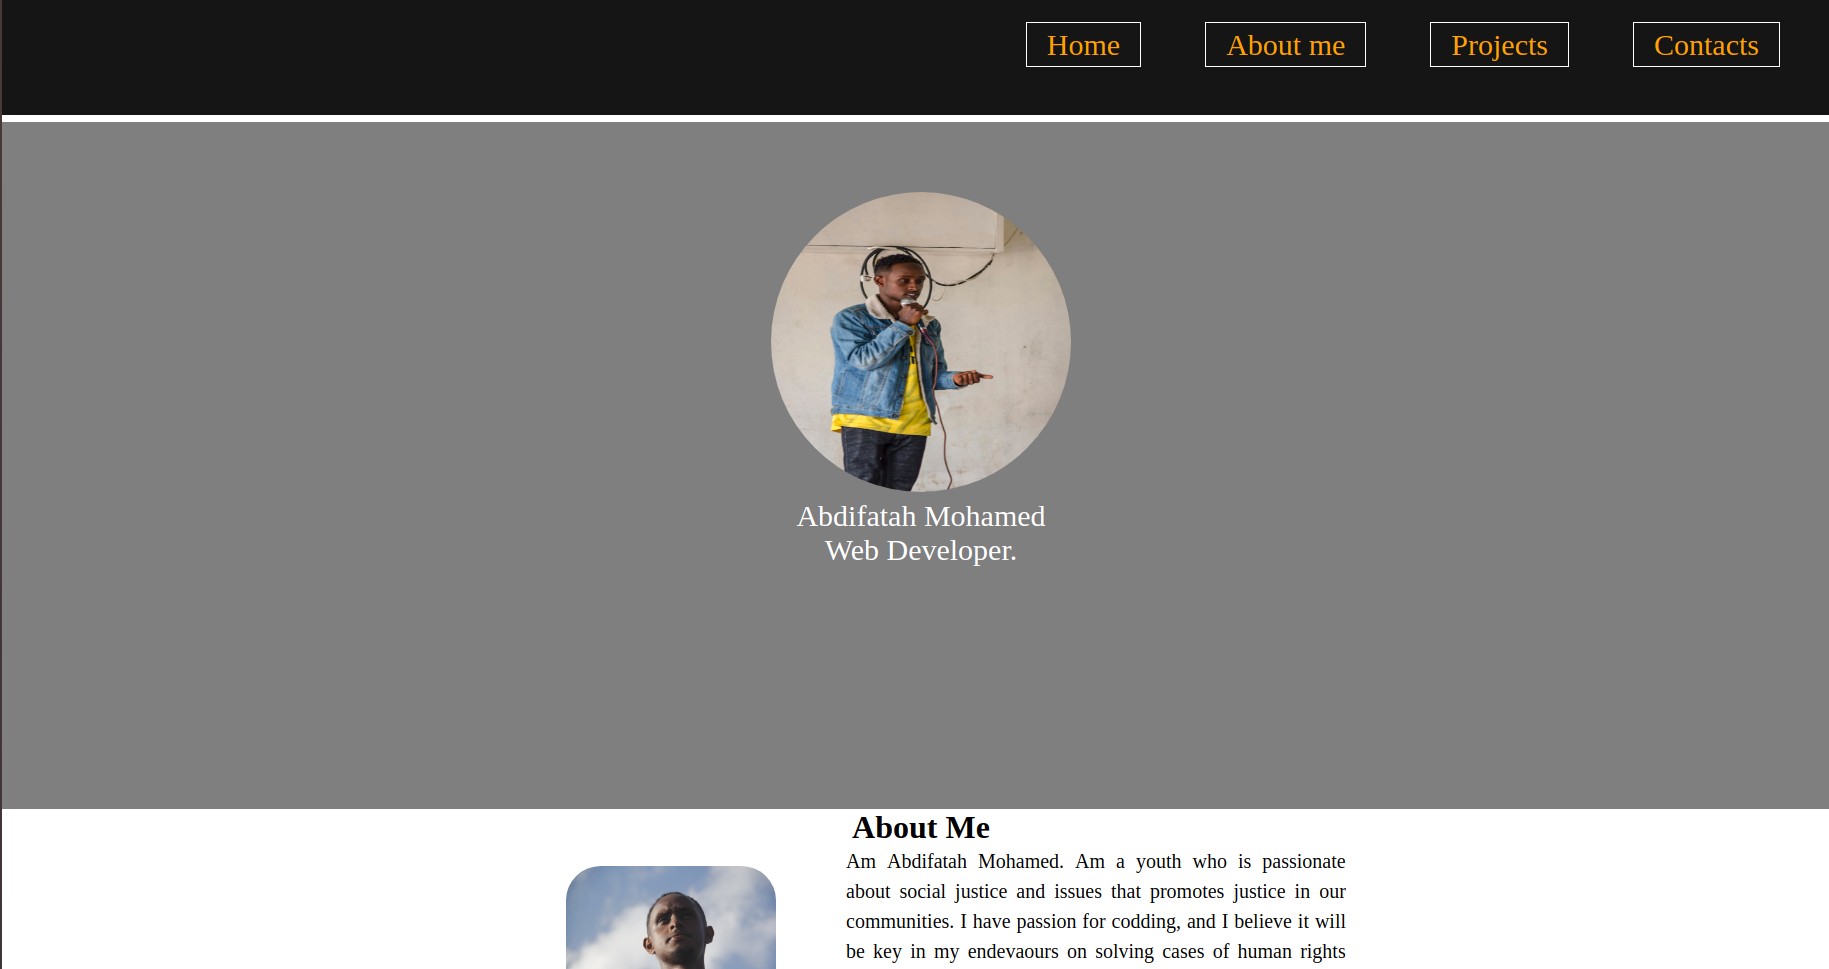 Home About me Projects Contacts
Abdifatah Mohamed
Web Developer.
About Me
Am Abdifatah Mohamed. Am a youth who is passionate
about social justice and issues that promotes justice in our
communities. I have passion for codding, and I believe it will
be key in my endevaours on solving cases of human rights